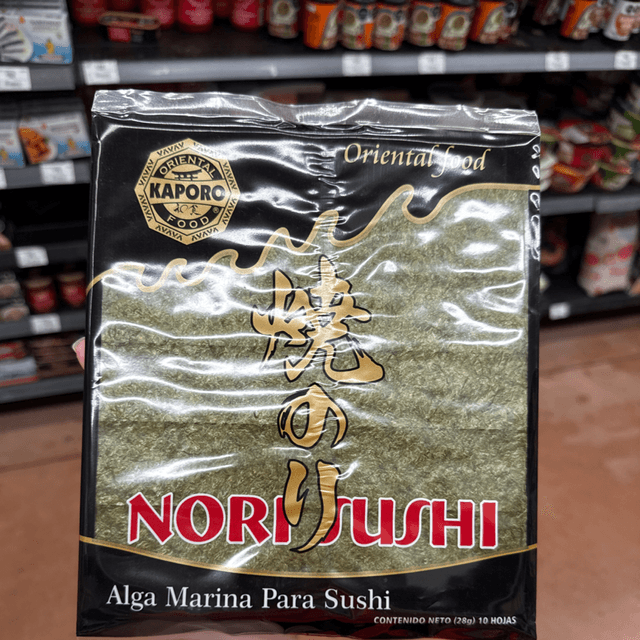 ORIENTAL
KAPORO
FOOD ®
Oriental food
焼のり
NORI SUSHI
Alga Marina Para Sushi
CONTENIDO NETO (28g) 10 HOJAS